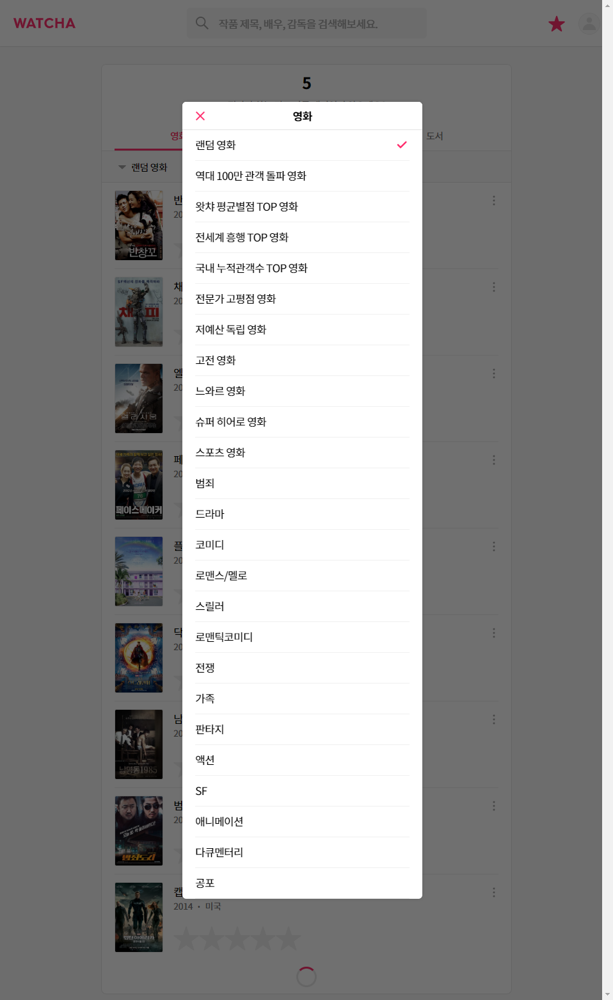 WATCHA
작품 제목, 배우, 감독을 검색해보세요.
5
영화
영화
도서
랜덤 영화
랜덤 영화
역대 100만 관객 돌파 영화
왓챠 평균별점 TOP 영화
전세계 흥행 TOP 영화
국내 누적관객수 TOP 영화
전문가 고평점 영화
저예산 독립 영화
고전 영화
느와르 영화
슈퍼 히어로 영화
스포츠 영화
범죄
드라마
코미디
로맨스/멜로
스릴러
로맨틱코미디
전쟁
가족
판타지
액션
SF
애니메이션
다큐멘터리
공포
반
20
반창꼬
채
20
채피
엘
20
엘리시움
페
20
76
페이스메이커
플
20
닥
20
남
20
남영동1985
범
20
범죄도시
캡
2014 · 미국